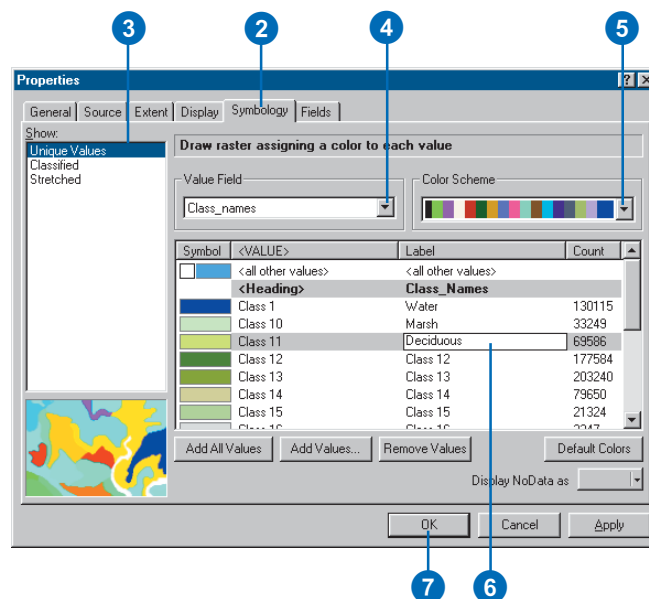 3 2 4 5
Properties
General Source Extent Display Symbology Fields
Show:
Unique Values
Classified
Stretched
Draw raster assigning a color to each value
Value Field
Class_names
Color Scheme
Symbol <VALUE> Label Count
<all other values> <all other values>
<Heading> Class_Names
Class 1 Water 130115
Class 10 Marsh 33249
Class 11 Deciduous 69586
Class 12 Class 12 177584
Class 13 Class 13 203240
Class 14 Class 14 79650
Class 15 Class 15 21324
Add All Values Add Values... Remove Values Default Colors
Display NoData as
OK Cancel Apply
7 6